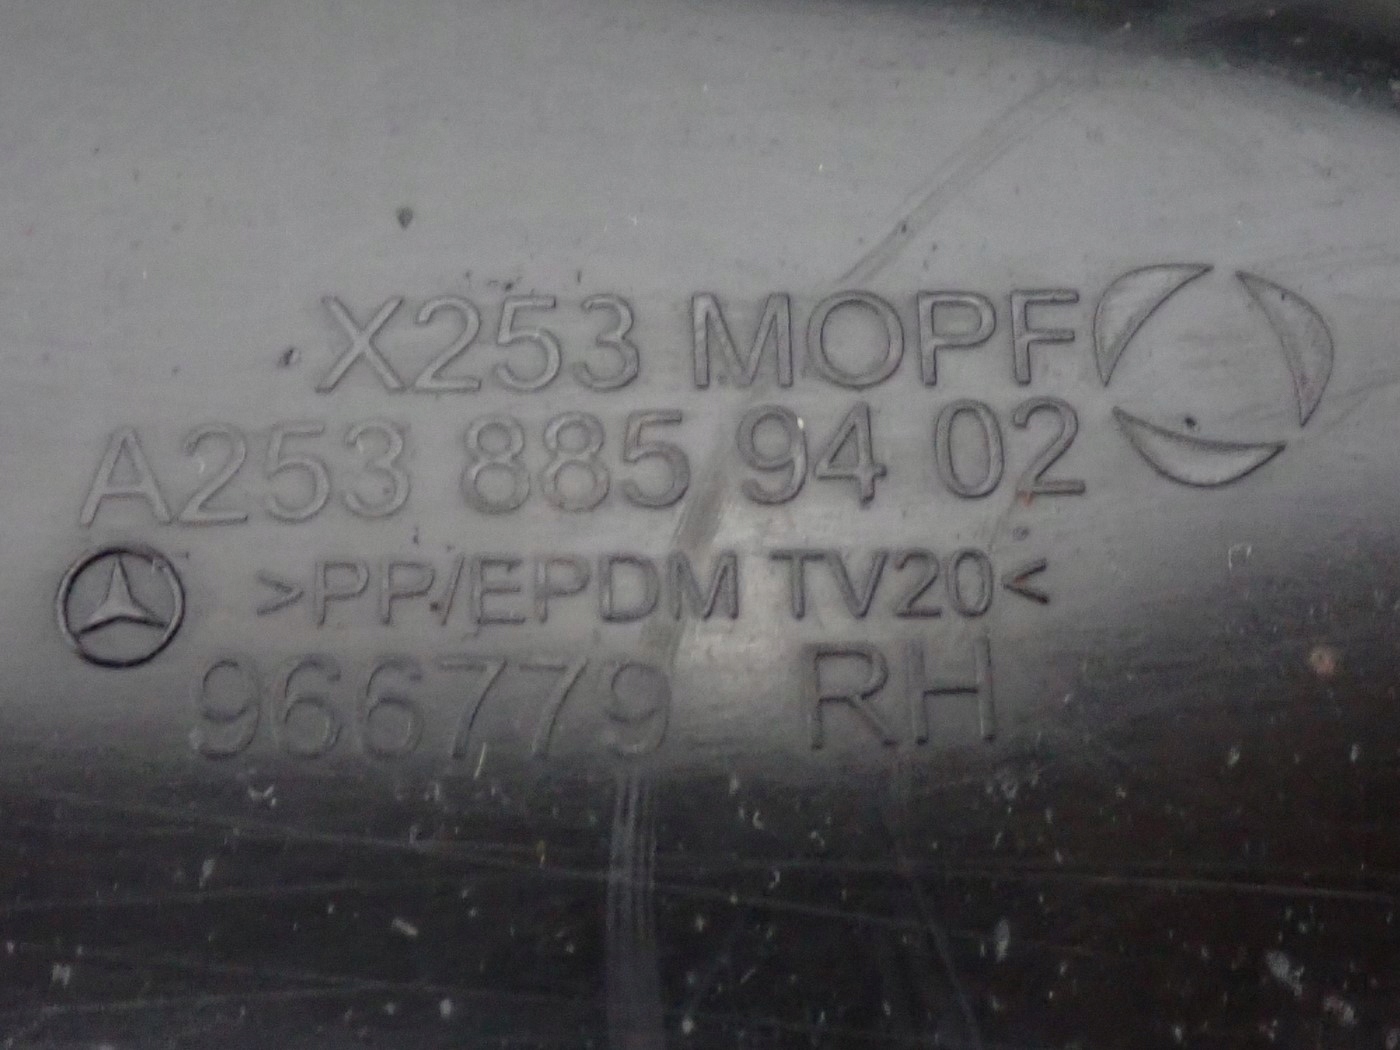 X253 MOPF
A253 885 94 02
>PP/EPDM TV20<
966779 RH